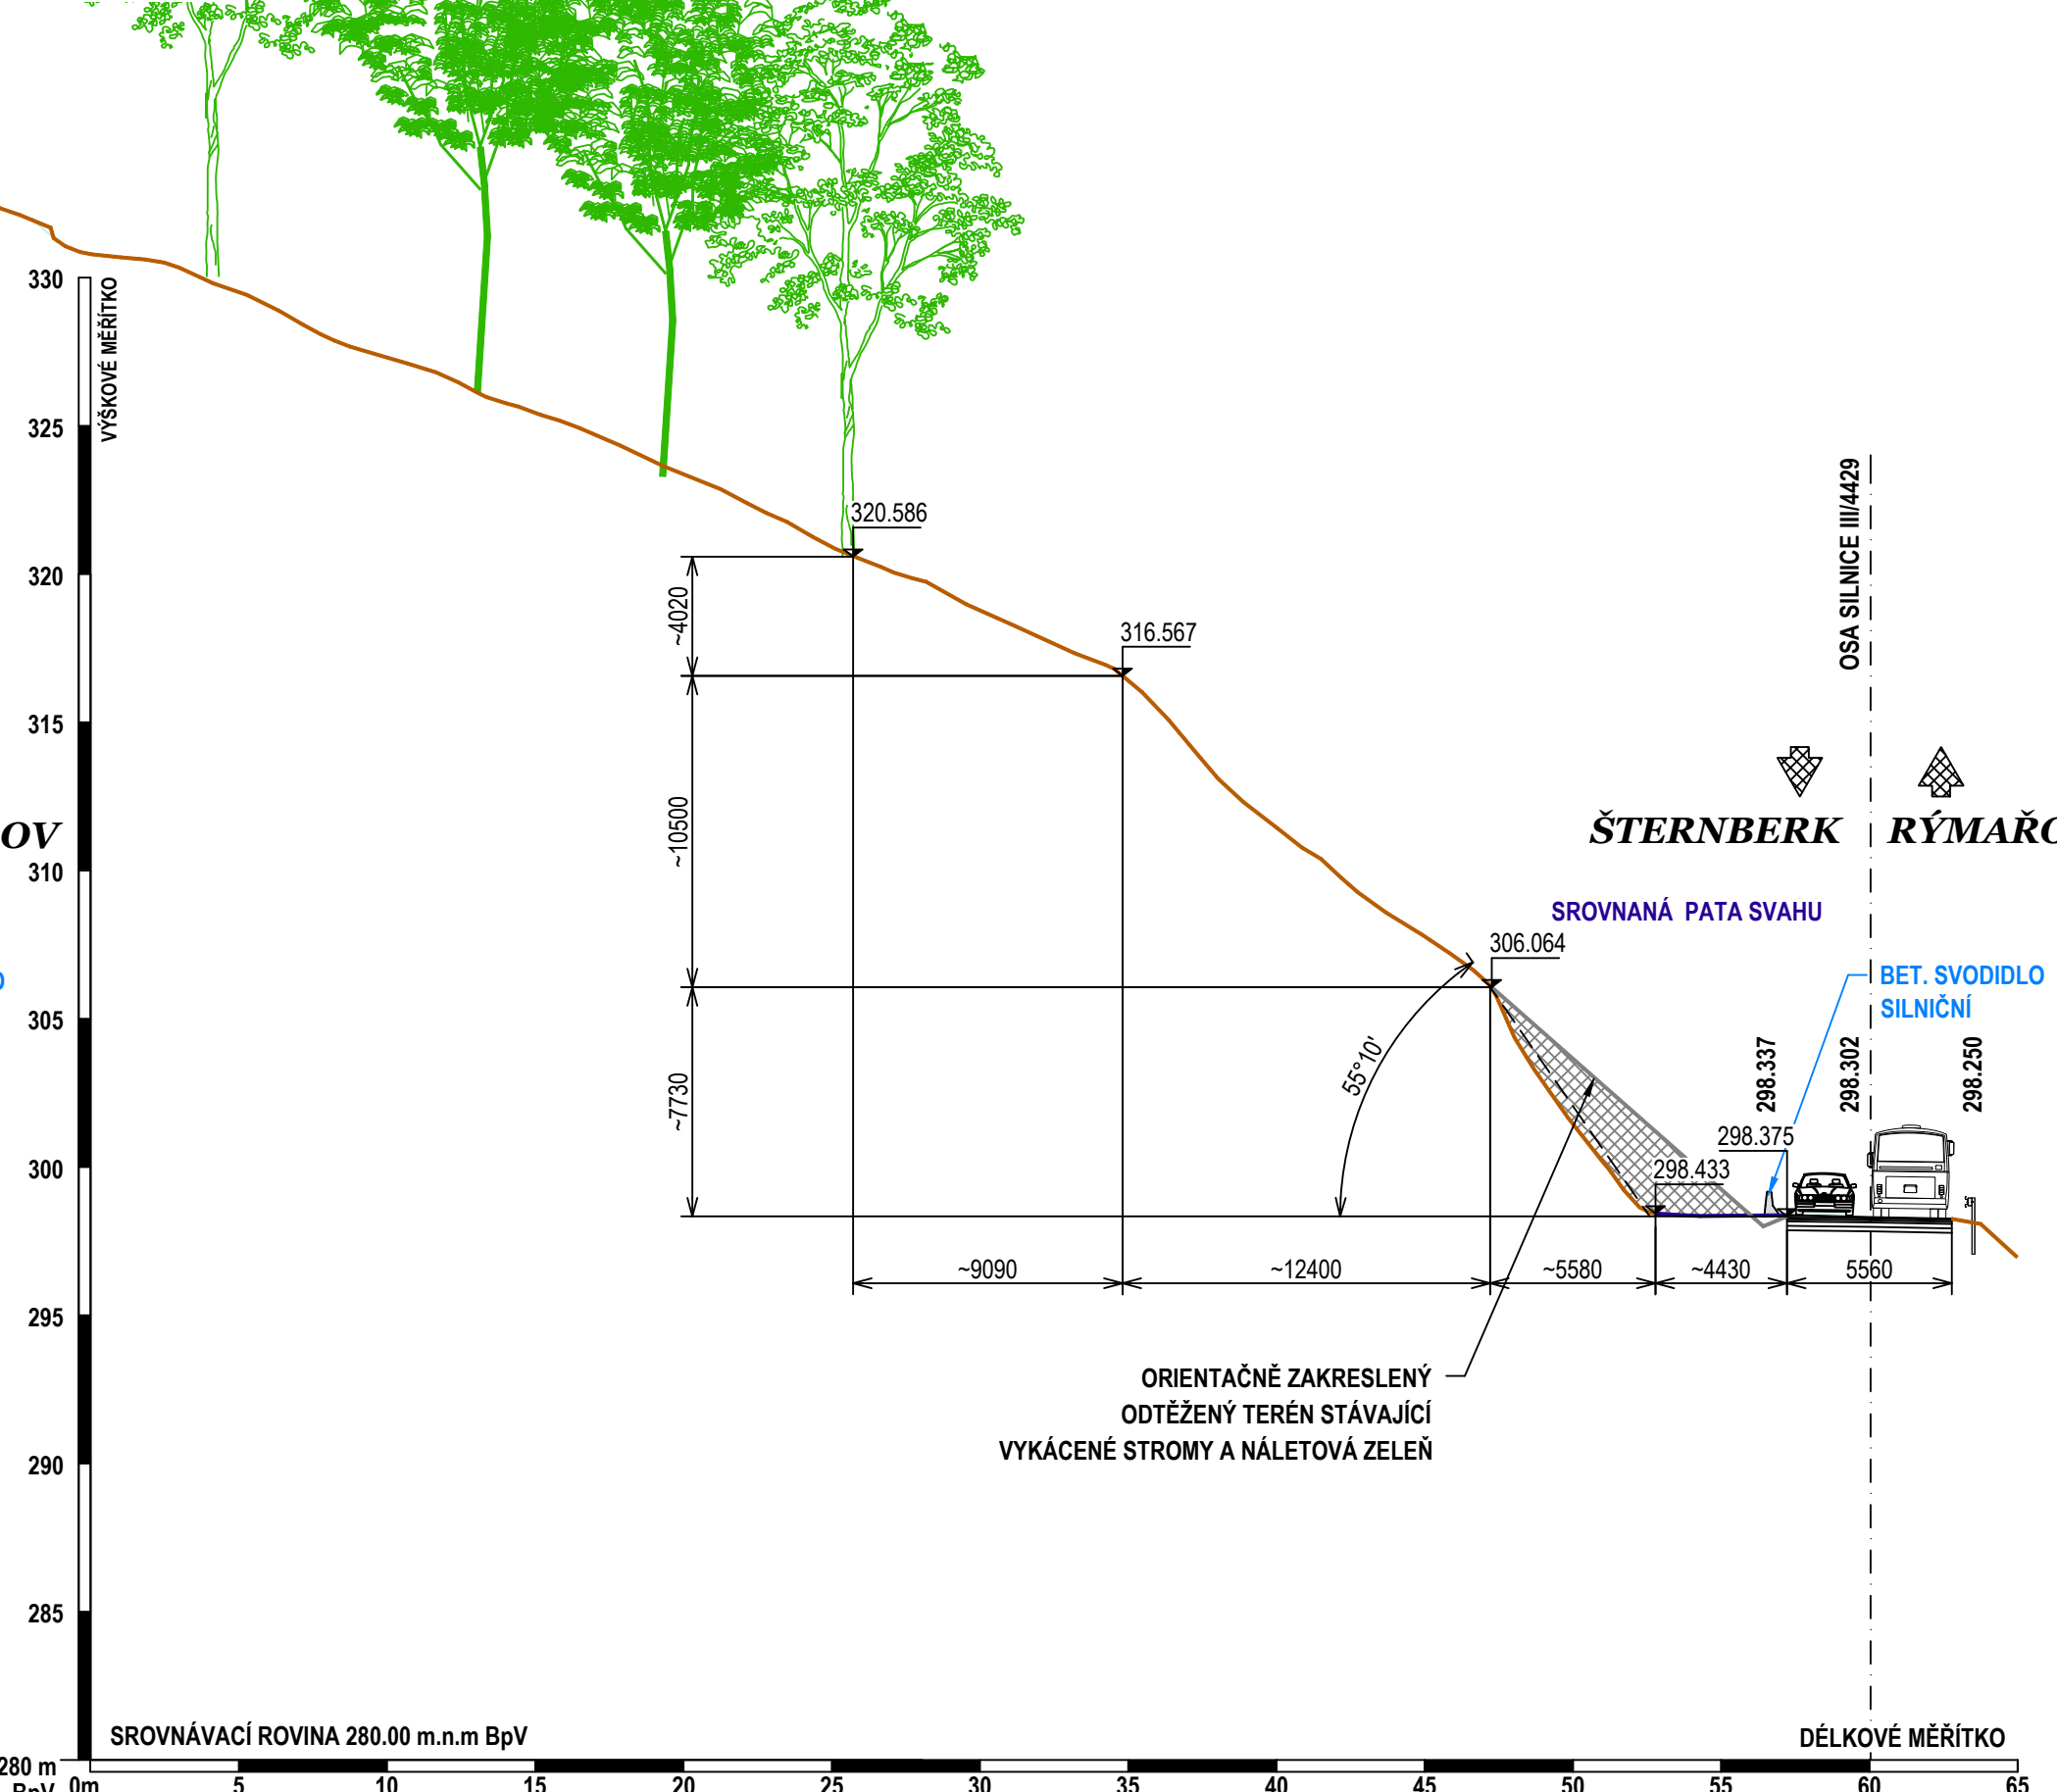 330
VÝŠKOVÉ MĚŘÍTKO
325
320.586
OSA SILNICE III/4429
320
~4020
316.567
315
~10500
OV
310
ŠTERNBERK
RÝMAŘO
SROVNANÁ PATA SVAHU
306.064
BET. SVODIDLO
SILNIČNÍ
305
55°10'
~7730
298.337
298.302
298.250
298.375
300
298.433
~9090
~12400
~5580
~4430
5560
295
ORIENTAČNĚ ZAKRESLENÝ
ODTĚŽENÝ TERÉN STÁVAJÍCÍ
VYKÁCENÉ STROMY A NÁLETOVÁ ZELEŇ
290
285
SROVNÁVACÍ ROVINA 280.00 m.n.m BpV
DÉLKOVÉ MĚŘÍTKO
280 m
BpV
0m
5
10
15
20
25
30
35
40
45
50
55
60
65